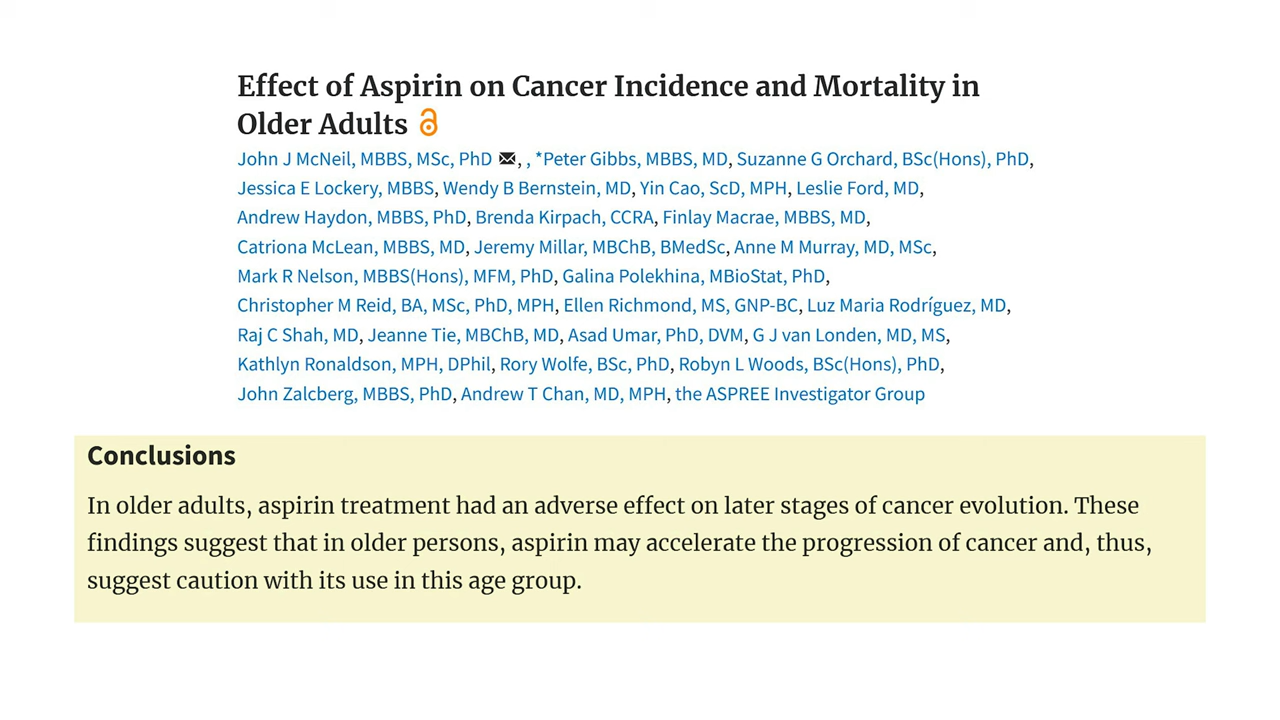 Effect of Aspirin on Cancer Incidence and Mortality in
Older Adults
John J McNeil, MBBS, MSc, PhD , , *Peter Gibbs, MBBS, MD, Suzanne G Orchard, BSc(Hons), PhD,
Jessica E Lockery, MBBS, Wendy B Bernstein, MD, Yin Cao, ScD, MPH, Leslie Ford, MD,
Andrew Haydon, MBBS, PhD, Brenda Kirpach, CCRA, Finlay Macrae, MBBS, MD,
Catriona McLean, MBBS, MD, Jeremy Millar, MBChB, BMedSc, Anne M Murray, MD, MSc,
Mark R Nelson, MBBS(Hons), MFM, PhD, Galina Polekhina, MBioStat, PhD,
Christopher M Reid, BA, MSc, PhD, MPH, Ellen Richmond, MS, GNP-BC, Luz Maria Rodríguez, MD,
Raj C Shah, MD, Jeanne Tie, MBChB, MD, Asad Umar, PhD, DVM, G J van Londen, MD, MS,
Kathlyn Ronaldson, MPH, DPhil, Rory Wolfe, BSc, PhD, Robyn L Woods, BSc(Hons), PhD,
John Zalcberg, MBBS, PhD, Andrew T Chan, MD, MPH, the ASPREE Investigator Group
Conclusions
In older adults, aspirin treatment had an adverse effect on later stages of cancer evolution. These
findings suggest that in older persons, aspirin may accelerate the progression of cancer and, thus,
suggest caution with its use in this age group.